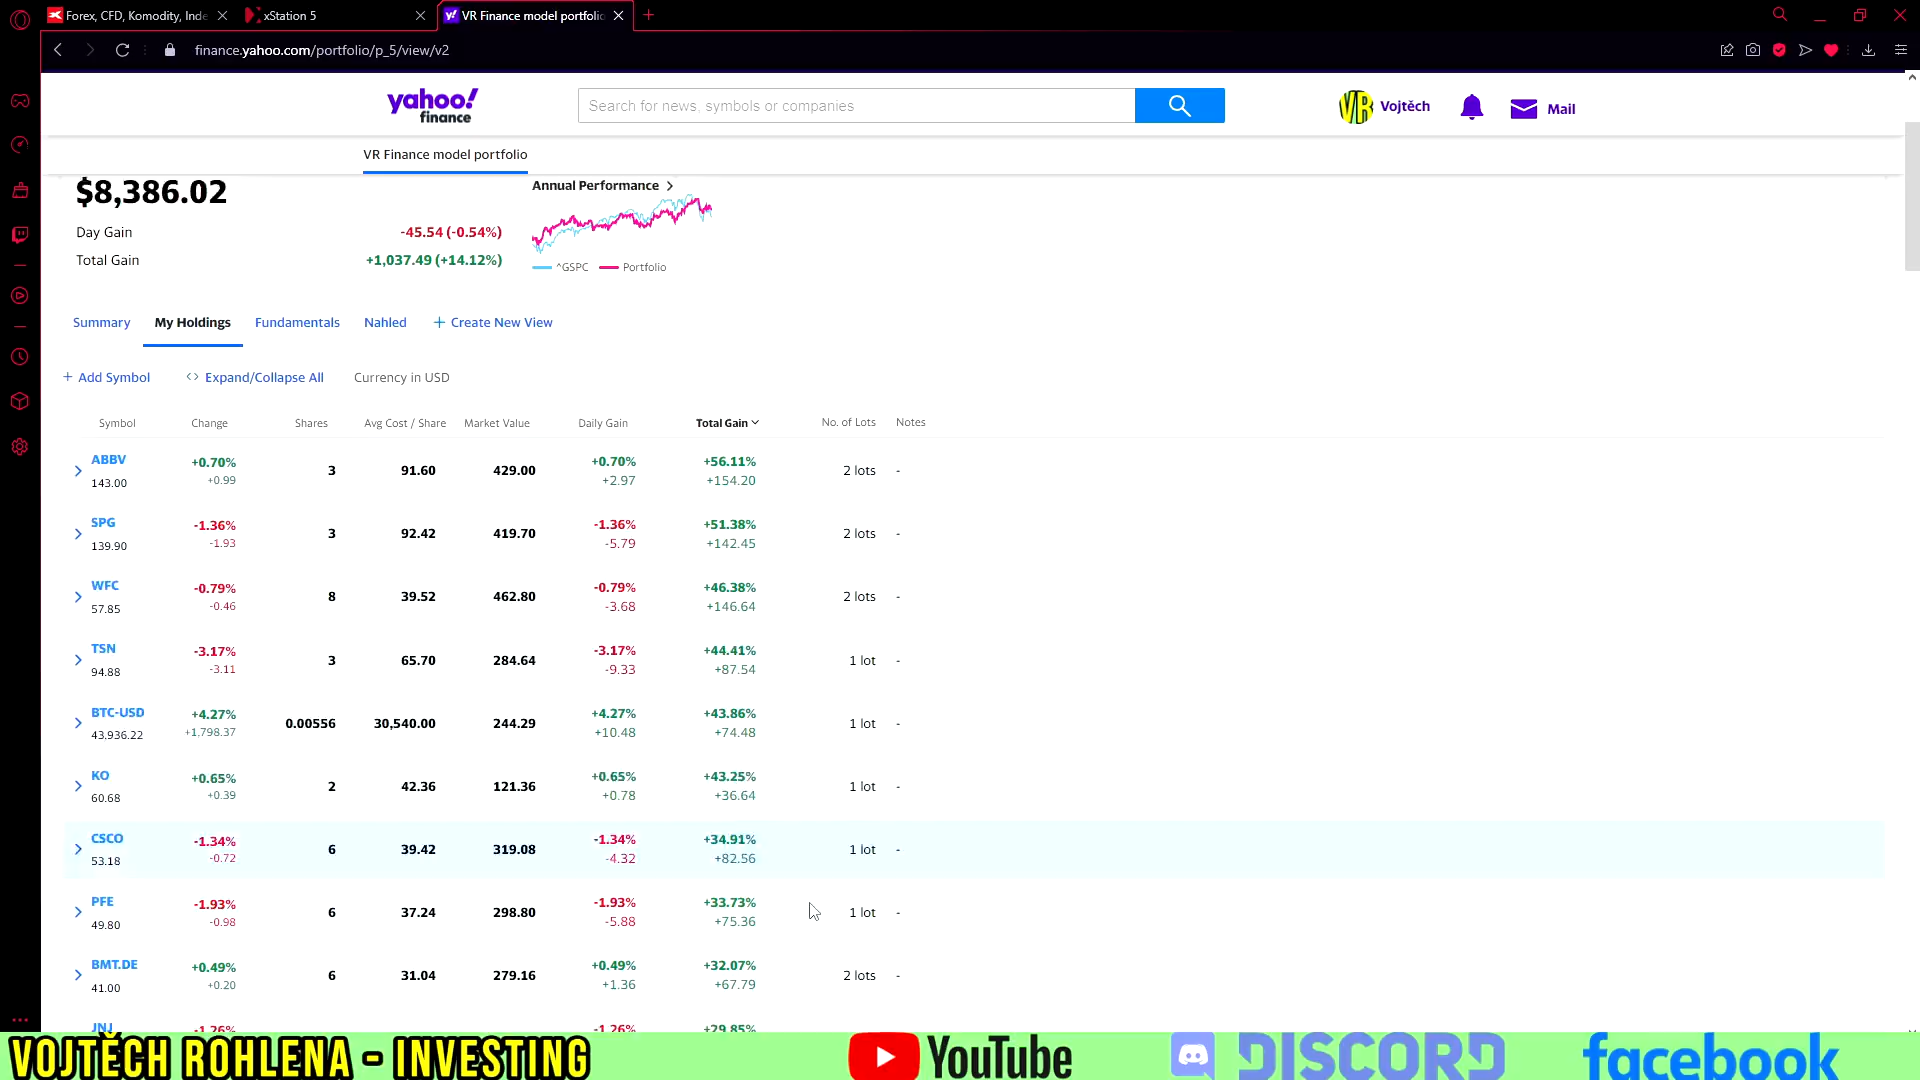 Forex, CFD, Komodity, Inde
xStation 5
VR Finance model portfolio
finance.yahoo.com/portfolio/p_5/view/v2
yahoo!
finance
Search for news, symbols or companies
VR
Vojtěch
Mail
VR Finance model portfolio
$8,386.02
Annual Performance
Day Gain
-45.54 (-0.54%)
Total Gain
+1,037.49 (+14.12%)
^GSPC
Portfolio
Summary
My Holdings
Fundamentals
Nahled
+ Create New View
+ Add Symbol
<> Expand/Collapse All
Currency in USD
Symbol Change Shares Avg Cost / Share Market Value Daily Gain Total Gain No. of Lots Notes
ABBV +0.70% 3 91.60 429.00 +0.70% +56.11% 2 lots -
143.00 +0.99 +2.97 +154.20
SPG -1.36% 3 92.42 419.70 -1.36% +51.38% 2 lots -
139.90 -1.93 -5.79 +142.45
WFC -0.79% 8 39.52 462.80 -0.79% +46.38% 2 lots -
57.85 -0.46 -3.68 +146.64
TSN -3.17% 3 65.70 284.64 -3.17% +44.41% 1 lot -
94.88 -3.11 -9.33 +87.54
BTC-USD +4.27% 0.00556 30,540.00 244.29 +4.27% +43.86% 1 lot -
43,936.22 +1,798.37 +10.48 +74.48
KO +0.65% 2 42.36 121.36 +0.65% +43.25% 1 lot -
60.68 +0.39 +0.78 +36.64
CSCO -1.34% 6 39.42 319.08 -1.34% +34.91% 1 lot -
53.18 -0.72 -4.32 +82.56
PFE -1.93% 6 37.24 298.80 -1.93% +33.73% 1 lot -
49.80 -0.98 -5.88 +75.36
BMT.DE +0.49% 6 31.04 279.16 +0.49% +32.07% 2 lots -
41.00 +0.20 +1.36 +67.79
JNJ -1.26% -1.26% +29.85%
VOJTĚCH ROHLENA - INVESTING
YouTube
DISCORD
facebook